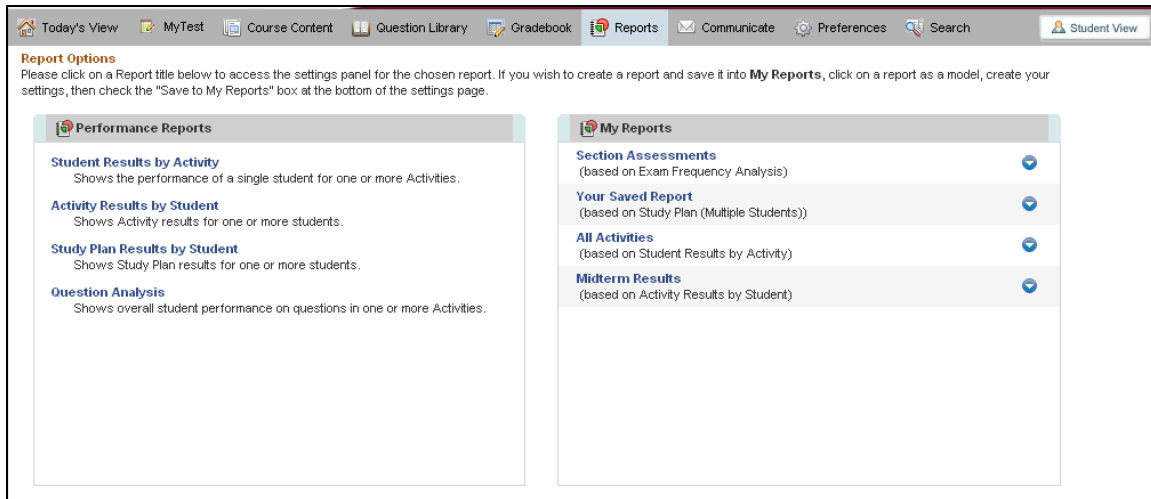 Today's View MyTest Course Content Question Library Gradebook Reports Communicate Preferences Search Student View
Report Options
Please click on a Report title below to access the settings panel for the chosen report. If you wish to create a report and save it into My Reports, click on a report as a model, create your
settings, then check the "Save to My Reports" box at the bottom of the settings page.
Performance Reports
Student Results by Activity
Shows the performance of a single student for one or more Activities.
Activity Results by Student
Shows Activity results for one or more students.
Study Plan Results by Student
Shows Study Plan results for one or more students.
Question Analysis
Shows overall student performance on questions in one or more Activities.
My Reports
Section Assessments
(based on Exam Frequency Analysis)
Your Saved Report
(based on Study Plan (Multiple Students))
All Activities
(based on Student Results by Activity)
Midterm Results
(based on Activity Results by Student)